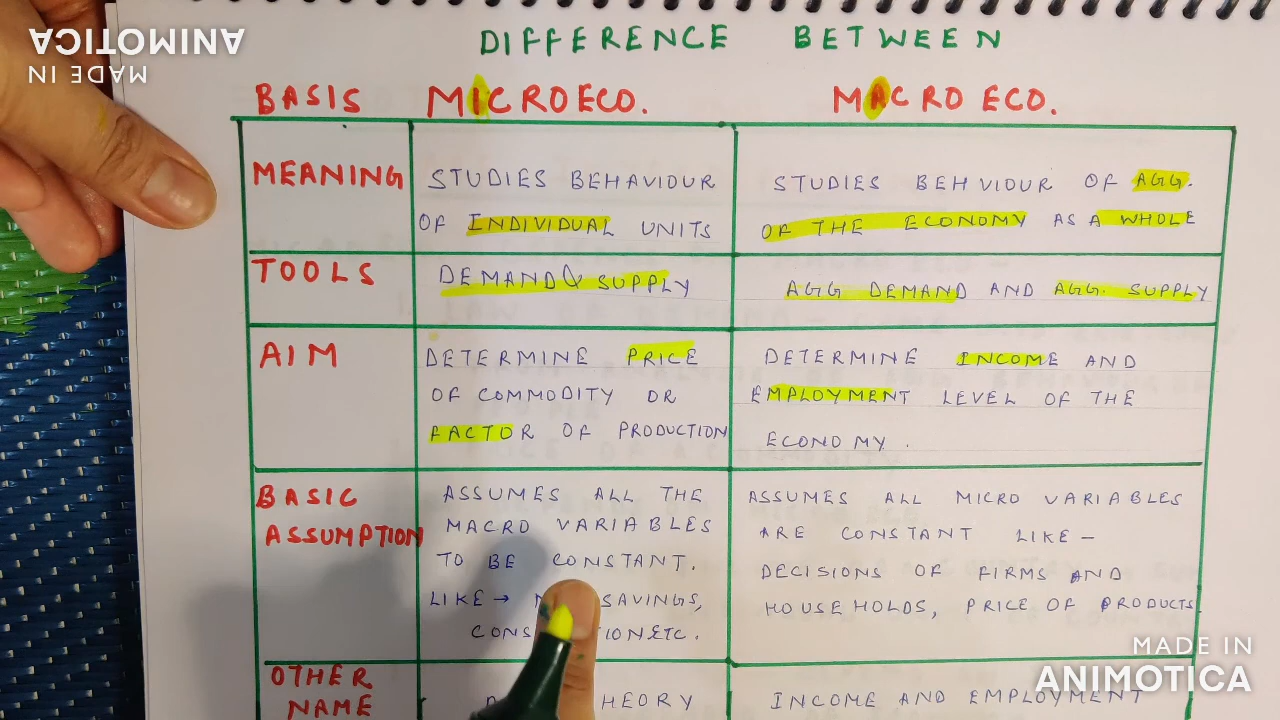 MADE IN
ANIMOTICA
DIFFERENCE BETWEEN
BASIS MICROECO. MACRO ECO.
MEANING
STUDIES BEHAVIOUR
OF INDIVIDUAL UNITS
STUDIES BEHVIOUR OF AGG.
OF THE ECONOMY AS A WHOLE
TOOLS
DEMAND & SUPPLY
AGG DEMAND AND AGG. SUPPLY
AIM
DETERMINE PRICE
OF COMMODITY OR
FACTOR OF PRODUCTION
DETERMINE INCOME AND
EMPLOYMENT LEVEL OF THE
ECONOMY.
BASIC
ASSUMPTION
ASSUMES ALL THE
MACRO VARIABLES
TO BE CONSTANT.
LIKE → SAVINGS,
ETC.
ASSUMES ALL MICRO VARIABLES
ARE CONSTANT LIKE –
DECISIONS OF FIRMS AND
HOUSEHOLDS, PRICE OF PRODUCTS
OTHER
NAME
THEORY
INCOME AND EMPLOYMENT
MADE IN
ANIMOTICA